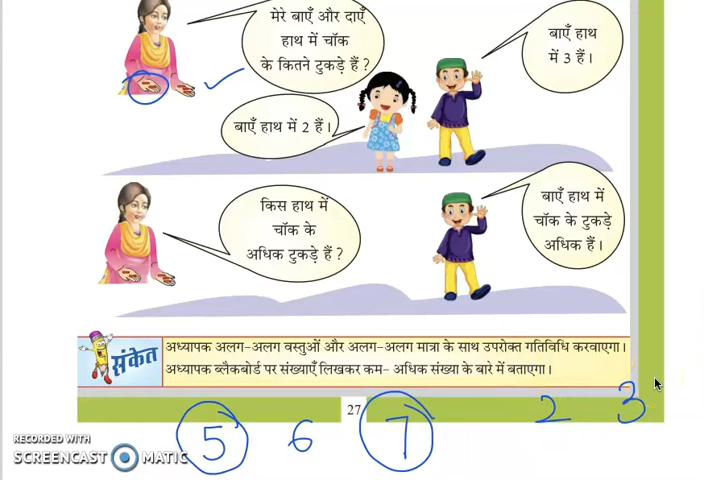 मेरे बाएँ और दाएँ
हाथ में चॉक
के कितने टुकड़े हैं ?
बाएँ हाथ
में 3 हैं।
बाएँ हाथ में 2 हैं।
किस हाथ में
चॉक के
अधिक टुकड़े हैं ?
बाएँ हाथ में
चॉक के टुकड़े
अधिक हैं।
संकेत
अध्यापक अलग-अलग वस्तुओं और अलग-अलग मात्रा के साथ उपरोक्त गतिविधि करवाएगा।
अध्यापक ब्लैकबोर्ड पर संख्याएँ लिखकर कम- अधिक संख्या के बारे में बताएगा।
27
2 3
5 6 7
RECORDED WITH
SCREENCAST MATIC